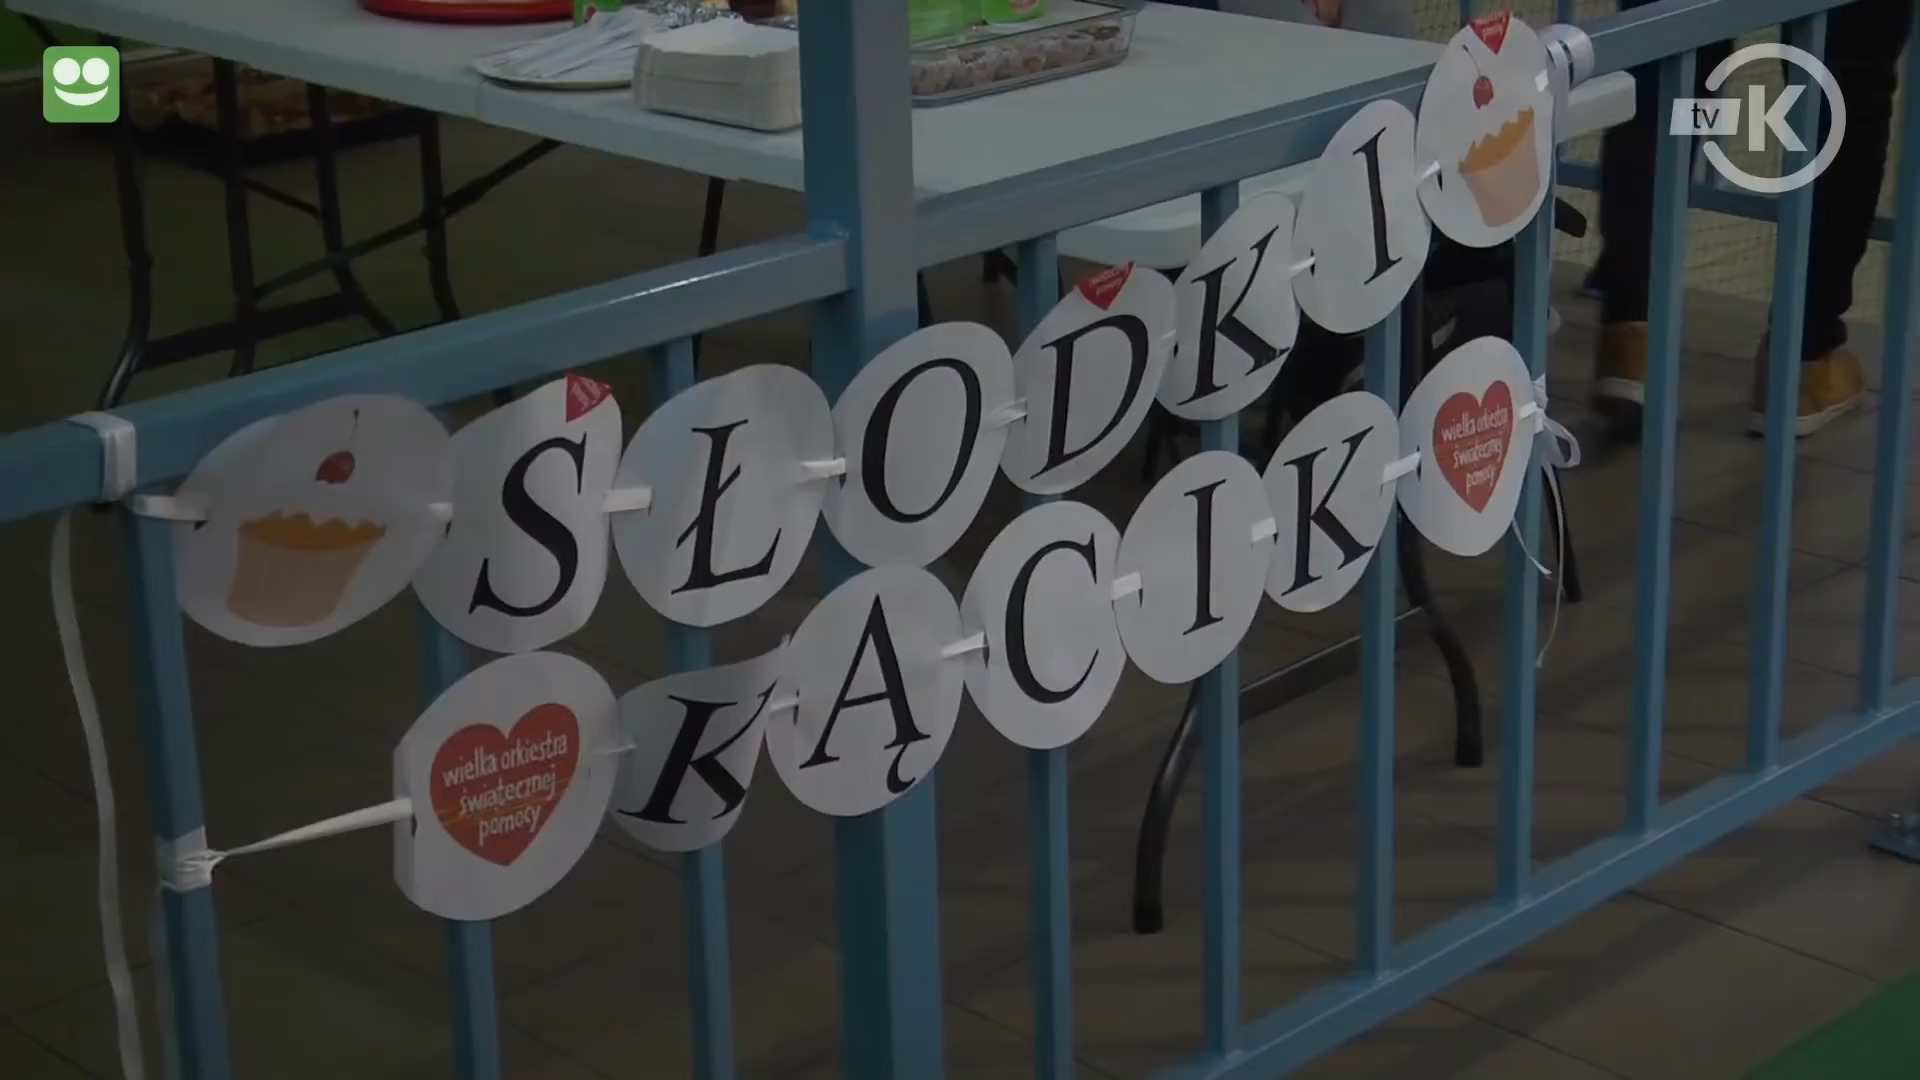 tv K
SŁODKI
wielka orkiestra
świątecznej
pomocy
KĄCIK
wielka orkiestra
świątecznej
pomocy